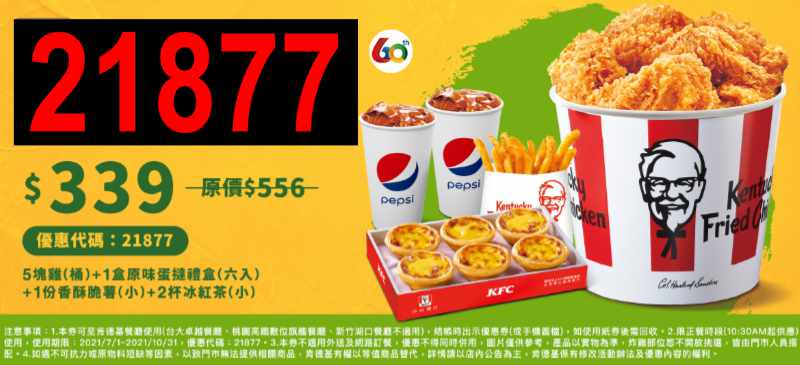 21877
60th
$339 原價$556
優惠代碼：21877
5塊雞(桶)+1盒原味蛋撻禮盒(六入)
+1份香酥脆薯(小)+2杯冰紅茶(小)
pepsi
pepsi
Kentucky
Kentucky Fried Chi
cky
icken
Col. Harland Sanders
KFC
注意事項：1.本券可至肯德基餐廳使用(台大卓越餐廳、桃園高鐵數位旗艦餐廳、新竹湖口餐廳不適用)，結帳時出示優惠券(或手機圖檔)，如使用紙券後需回收。2.限正餐時段(10:30AM起供應)
使用，使用期限：2021/7/1-2021/10/31，優惠代碼：21877。3.本券不適用外送及網路訂餐，優惠不得同時併用，圖片僅供參考，產品以實物為準，炸雞部位恕不開放挑選，皆由門市人員搭
配。4.如遇不可抗力或原物料短缺等因素，以致門市無法提供相關商品，肯德基有權以等值商品替代，詳情請以店內公告為主，肯德基保有修改活動辦法及優惠內容的權利。